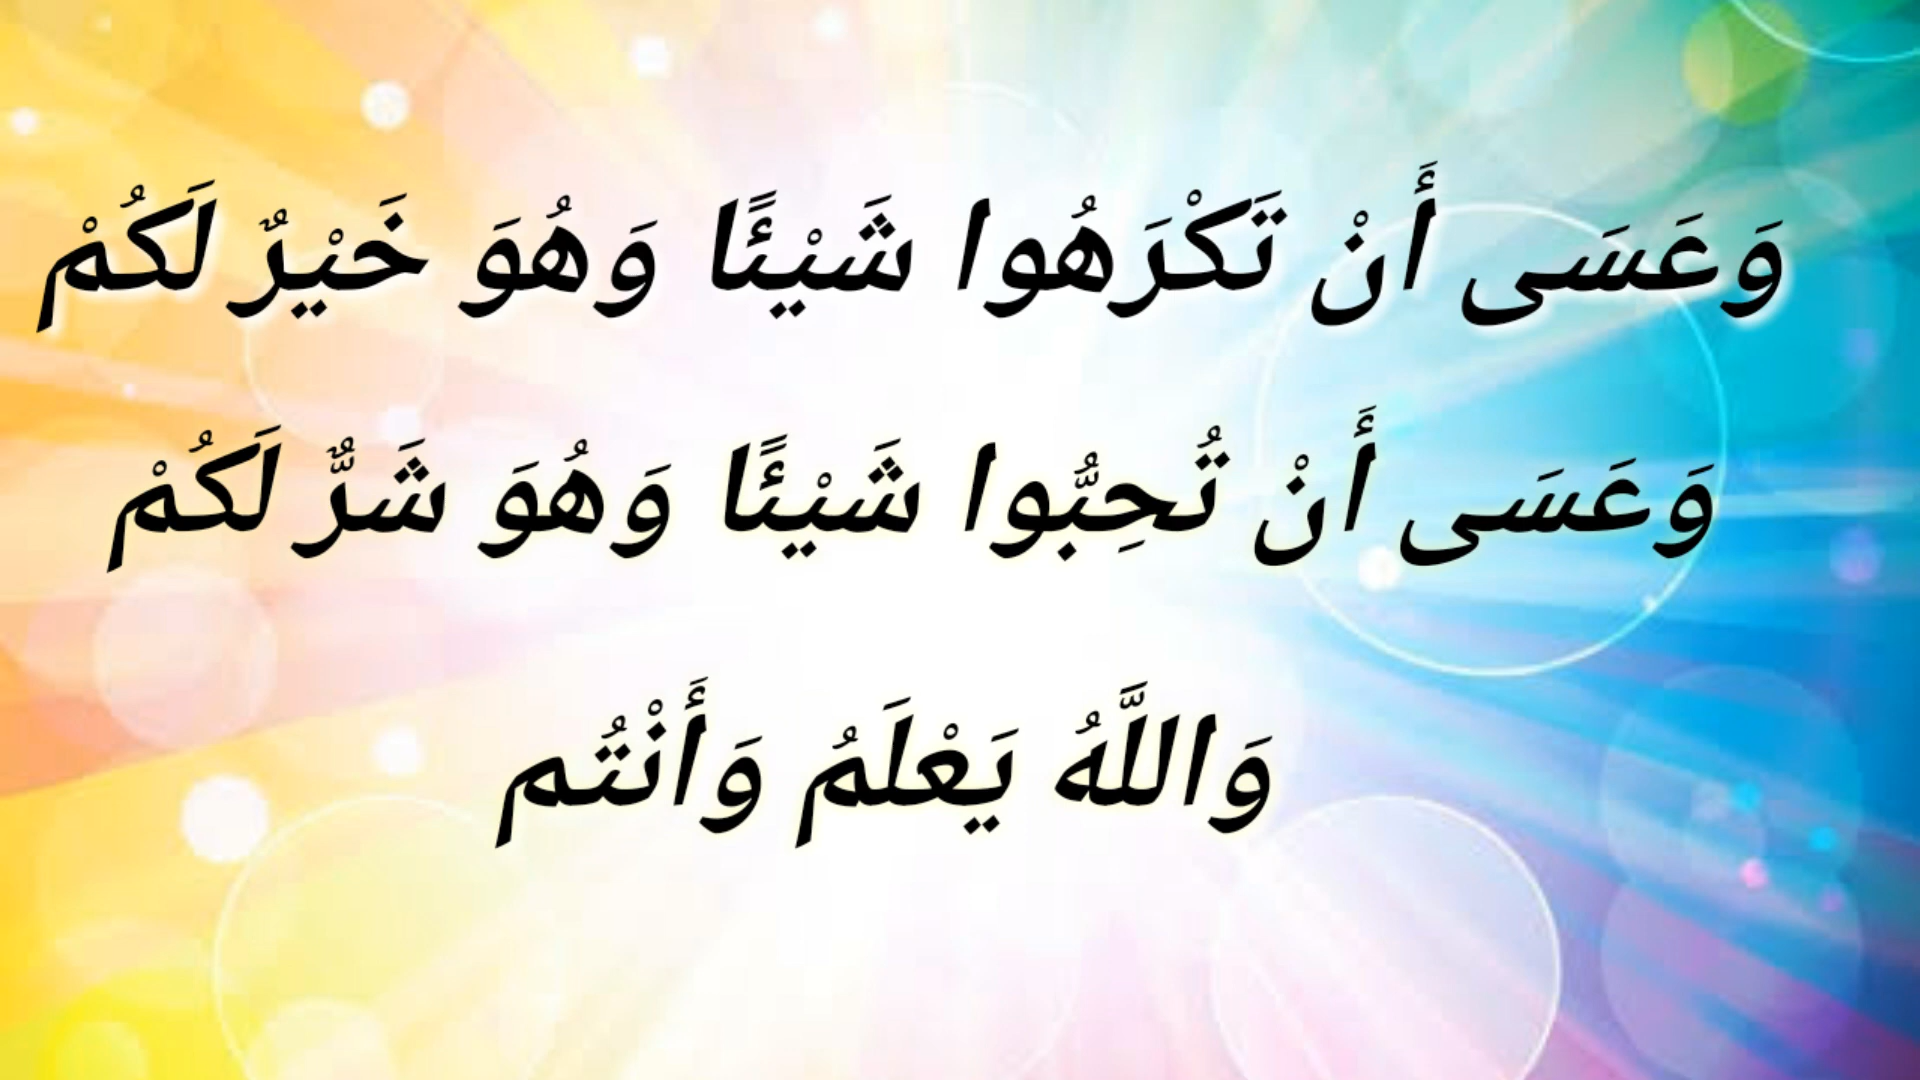 وَعَسَى أَنْ تَكْرَهُوا شَيْئًا وَهُوَ خَيْرٌ لَكُمْ
وَعَسَى أَنْ تُحِبُّوا شَيْئًا وَهُوَ شَرٌّ لَكُمْ
وَاللَّهُ يَعْلَمُ وَأَنْتُم